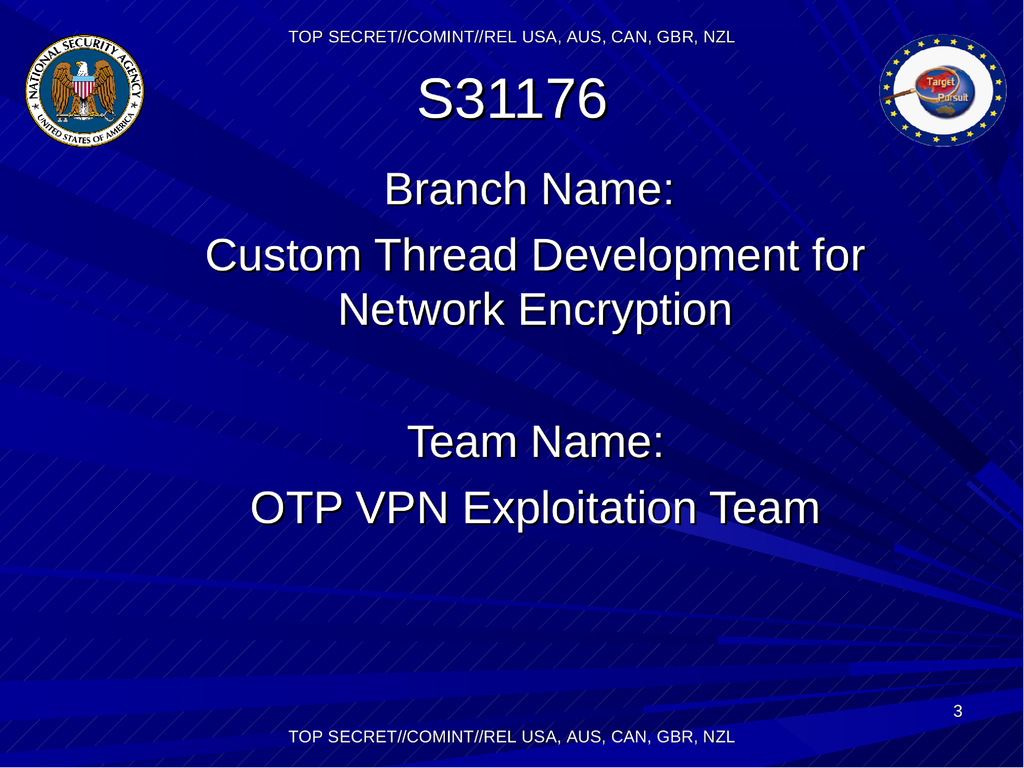 TOP SECRET//COMINT//REL USA, AUS, CAN, GBR, NZL
NATIONAL SECURITY AGENCY
UNITED STATES OF AMERICA
Target
Pursuit
S31176
Branch Name:
Custom Thread Development for
Network Encryption
Team Name:
OTP VPN Exploitation Team
3
TOP SECRET//COMINT//REL USA, AUS, CAN, GBR, NZL